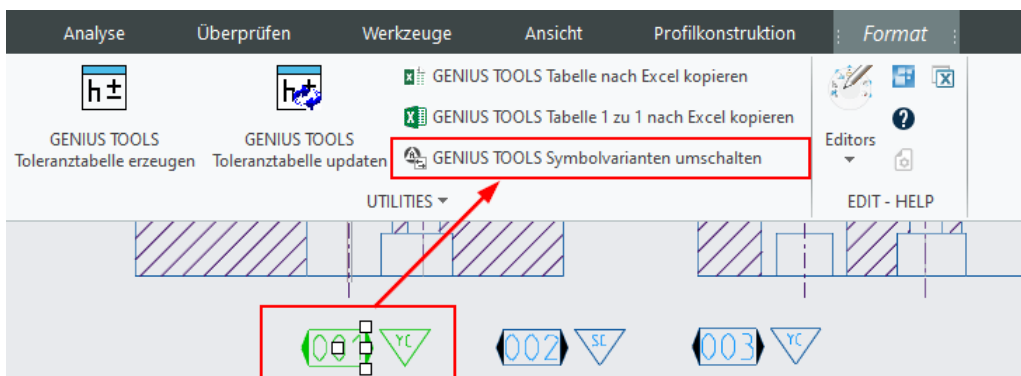 Analyse Überprüfen Werkzeuge Ansicht Profilkonstruktion Format
h±
GENIUS TOOLS
Toleranztabelle erzeugen
h±
GENIUS TOOLS
Toleranztabelle updaten
GENIUS TOOLS Tabelle nach Excel kopieren
GENIUS TOOLS Tabelle 1 zu 1 nach Excel kopieren
GENIUS TOOLS Symbolvarianten umschalten
UTILITIES
Editors
EDIT - HELP
001 YC 002 SC 003 YC